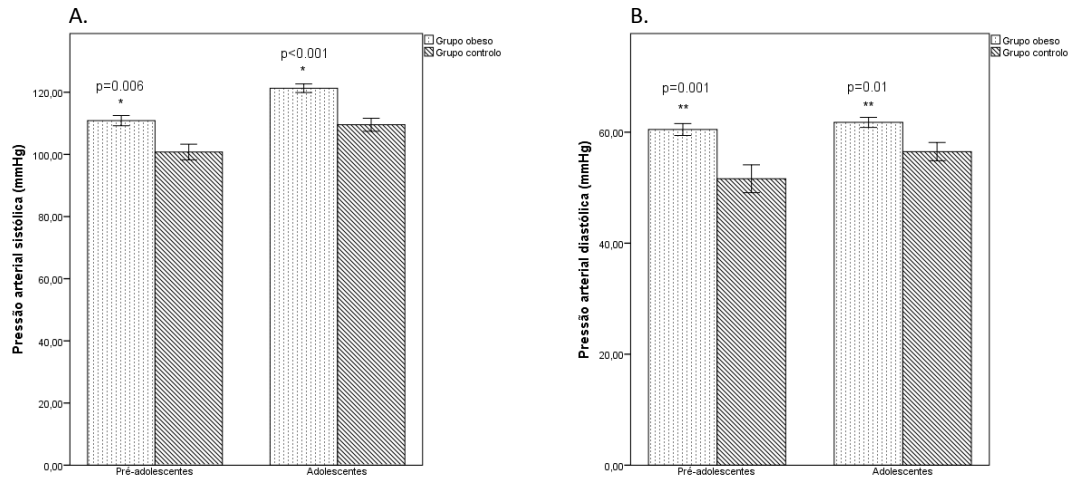 A.
Grupo obeso
Grupo controlo
p=0.006
*
p<0.001
*
120,00
100,00
80,00
60,00
40,00
20,00
0,00
Pressão arterial sistólica (mmHg)
Pré-adolescentes
Adolescentes
B.
Grupo obeso
Grupo controlo
p=0.001
**
p=0.01
**
60,00
40,00
20,00
0,00
Pressão arterial diastólica (mmHg)
Pré-adolescentes
Adolescentes